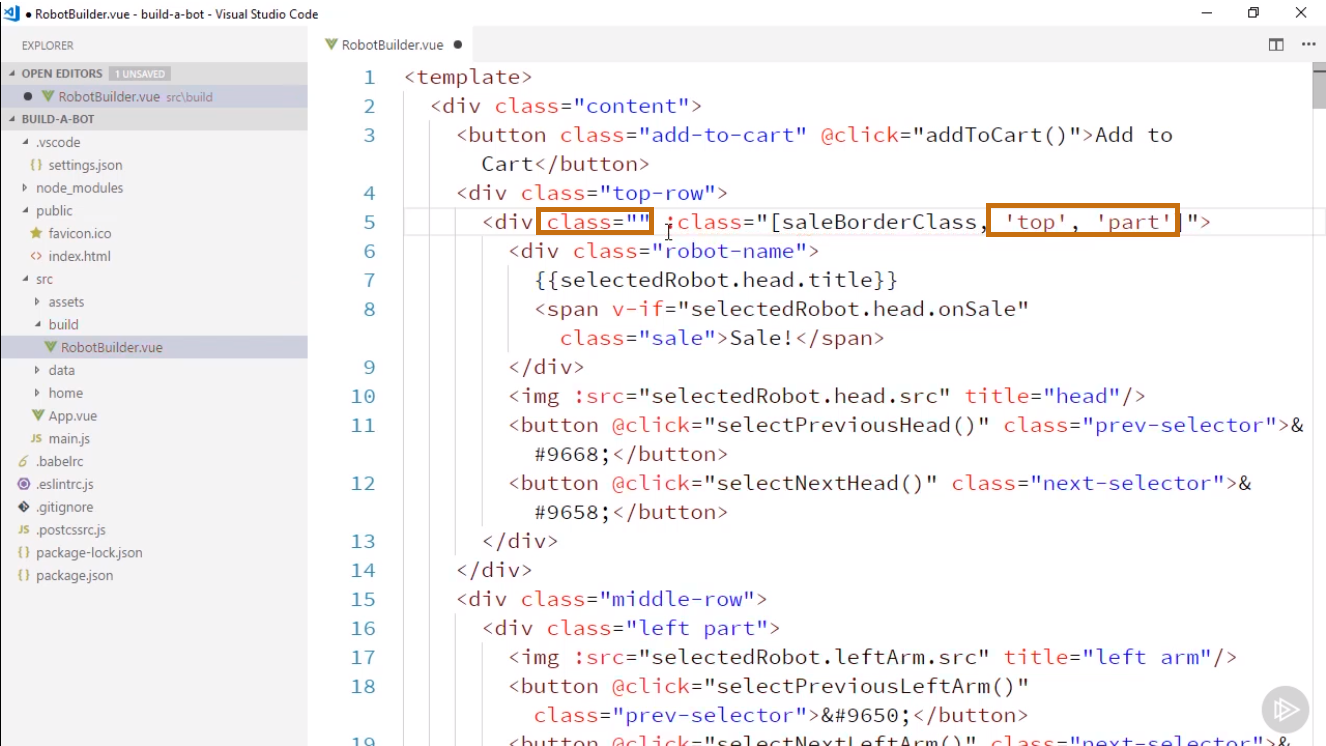 RobotBuilder.vue - build-a-bot - Visual Studio Code
EXPLORER
OPEN EDITORS 1 UNSAVED
RobotBuilder.vue src\build
BUILD-A-BOT
.vscode
{ } settings.json
node_modules
public
favicon.ico
<> index.html
src
assets
build
RobotBuilder.vue
data
home
App.vue
JS main.js
.babelrc
.eslintrc.js
.gitignore
JS .postcssrc.js
{ } package-lock.json
{ } package.json
RobotBuilder.vue
1 <template>
2 <div class="content">
3 <button class="add-to-cart" @click="addToCart()">Add to
Cart</button>
4 <div class="top-row">
5 <div class="" :class="[saleBorderClass, 'top', 'part']">
6 <div class="robot-name">
7 {{selectedRobot.head.title}}
8 <span v-if="selectedRobot.head.onSale"
class="sale">Sale!</span>
9 </div>
10 <img :src="selectedRobot.head.src" title="head"/>
11 <button @click="selectPreviousHead()" class="prev-selector">&
#9668;</button>
12 <button @click="selectNextHead()" class="next-selector">&
#9658;</button>
13 </div>
14 </div>
15 <div class="middle-row">
16 <div class="left part">
17 <img :src="selectedRobot.leftArm.src" title="left arm"/>
18 <button @click="selectPreviousLeftArm()"
class="prev-selector">&#9650;</button>
19 <button @click="selectNextLeftArm()" class="next-selector">&